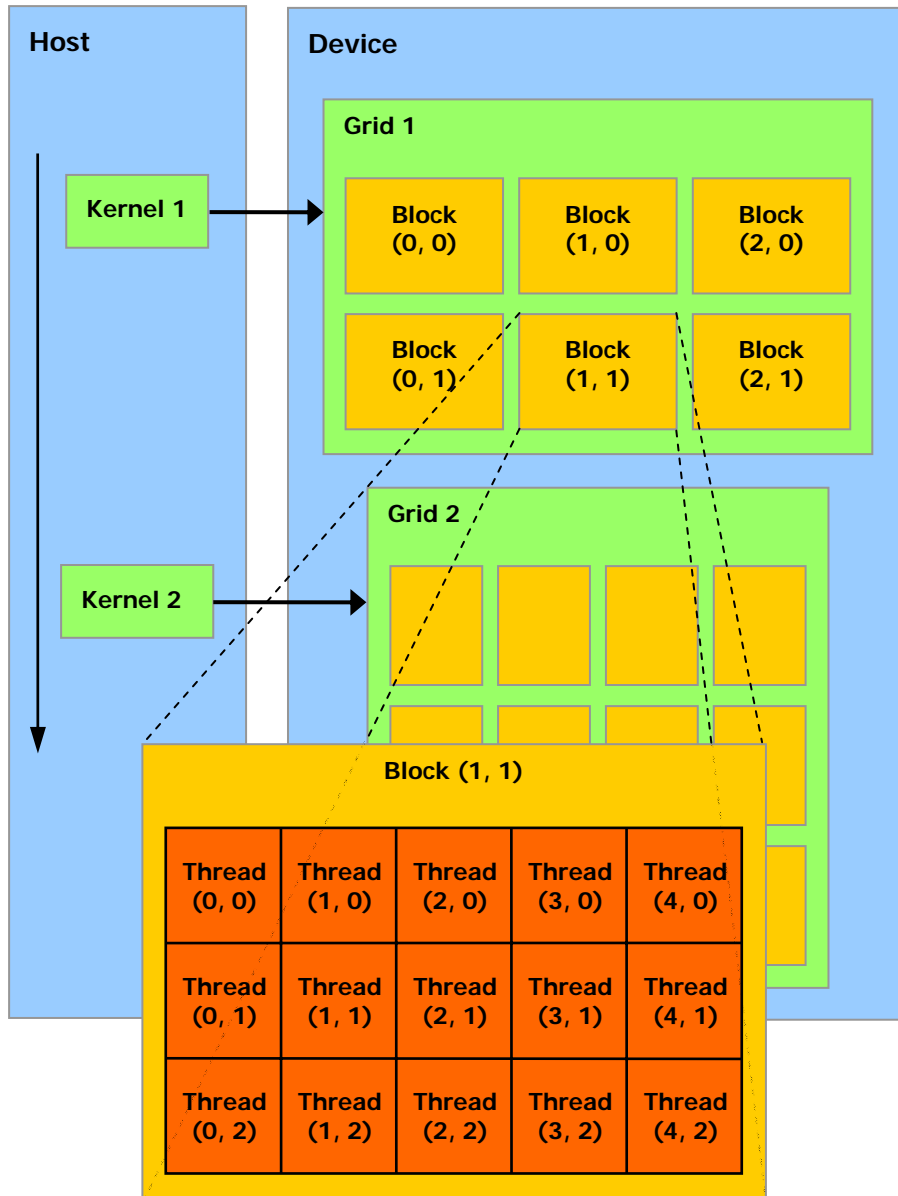 Host
Device
Grid 1
Kernel 1
Block
(0, 0)
Block
(1, 0)
Block
(2, 0)
Block
(0, 1)
Block
(1, 1)
Block
(2, 1)
Grid 2
Kernel 2
Block (1, 1)
Thread
(0, 0)
Thread
(1, 0)
Thread
(2, 0)
Thread
(3, 0)
Thread
(4, 0)
Thread
(0, 1)
Thread
(1, 1)
Thread
(2, 1)
Thread
(3, 1)
Thread
(4, 1)
Thread
(0, 2)
Thread
(1, 2)
Thread
(2, 2)
Thread
(3, 2)
Thread
(4, 2)